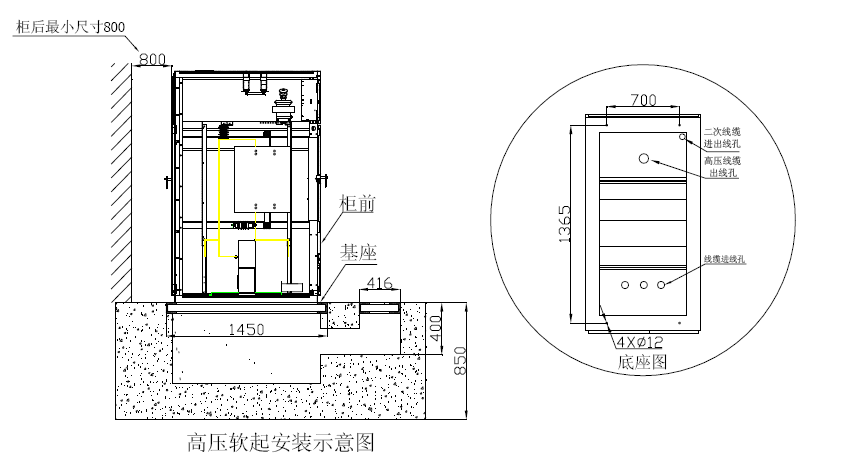 柜后最小尺寸800
800
柜前
基座
416
1450
400
850
高压软起安装示意图
700
二次线缆
进出线孔
高压线缆
出线孔
1365
线缆进线孔
4XØ12
底座图